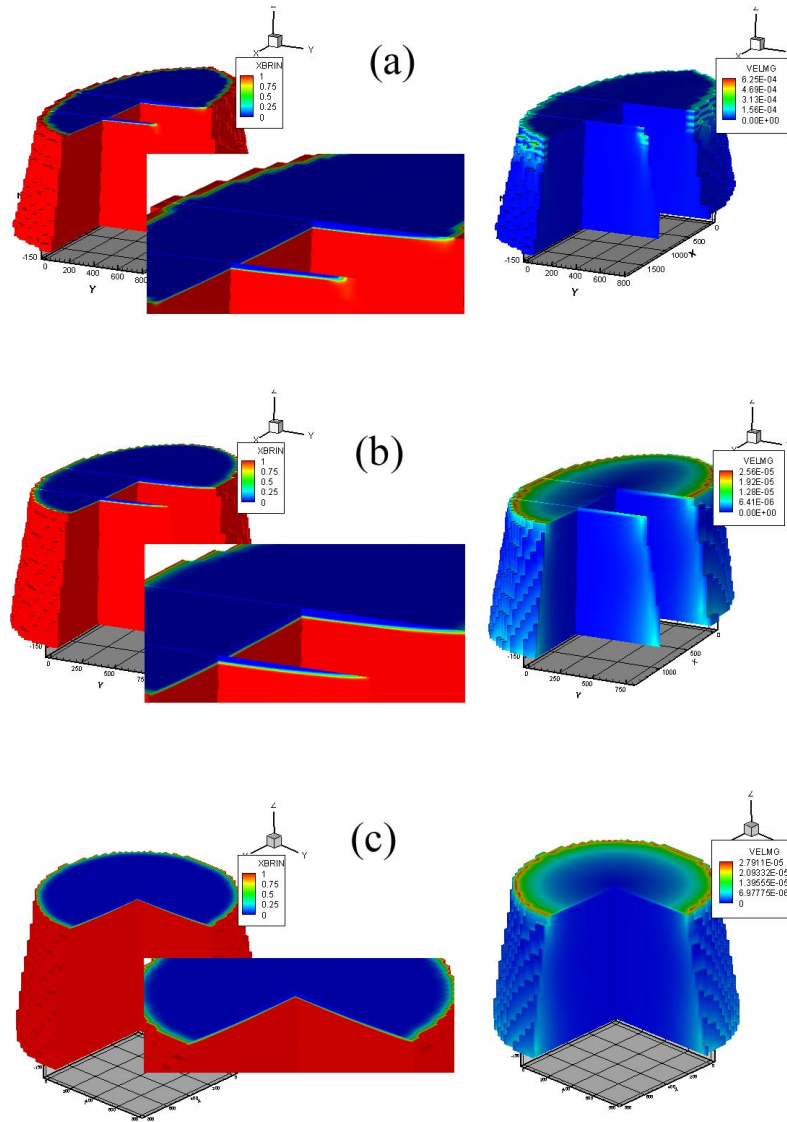 (a)
Z
X
Y
XBRIN
1
0.75
0.5
0.25
0
-150
0
200
400
600
800
Y
Z
X
Y
VELMG
6.25E-04
4.69E-04
3.13E-04
1.56E-04
0.00E+00
-150
0
200
400
600
800
Y
1500
1000
500
0
X
(b)
Z
X
Y
XBRIN
1
0.75
0.5
0.25
0
-150
0
250
500
750
Y
Z
X
VELMG
2.56E-05
1.92E-05
1.28E-05
6.41E-06
0.00E+00
-150
0
250
500
750
Y
1000
500
0
X
(c)
Z
Y
XBRIN
1
0.75
0.5
0.25
0
Z
VELMG
2.7911E-05
2.09332E-05
1.39555E-05
6.97775E-06
0